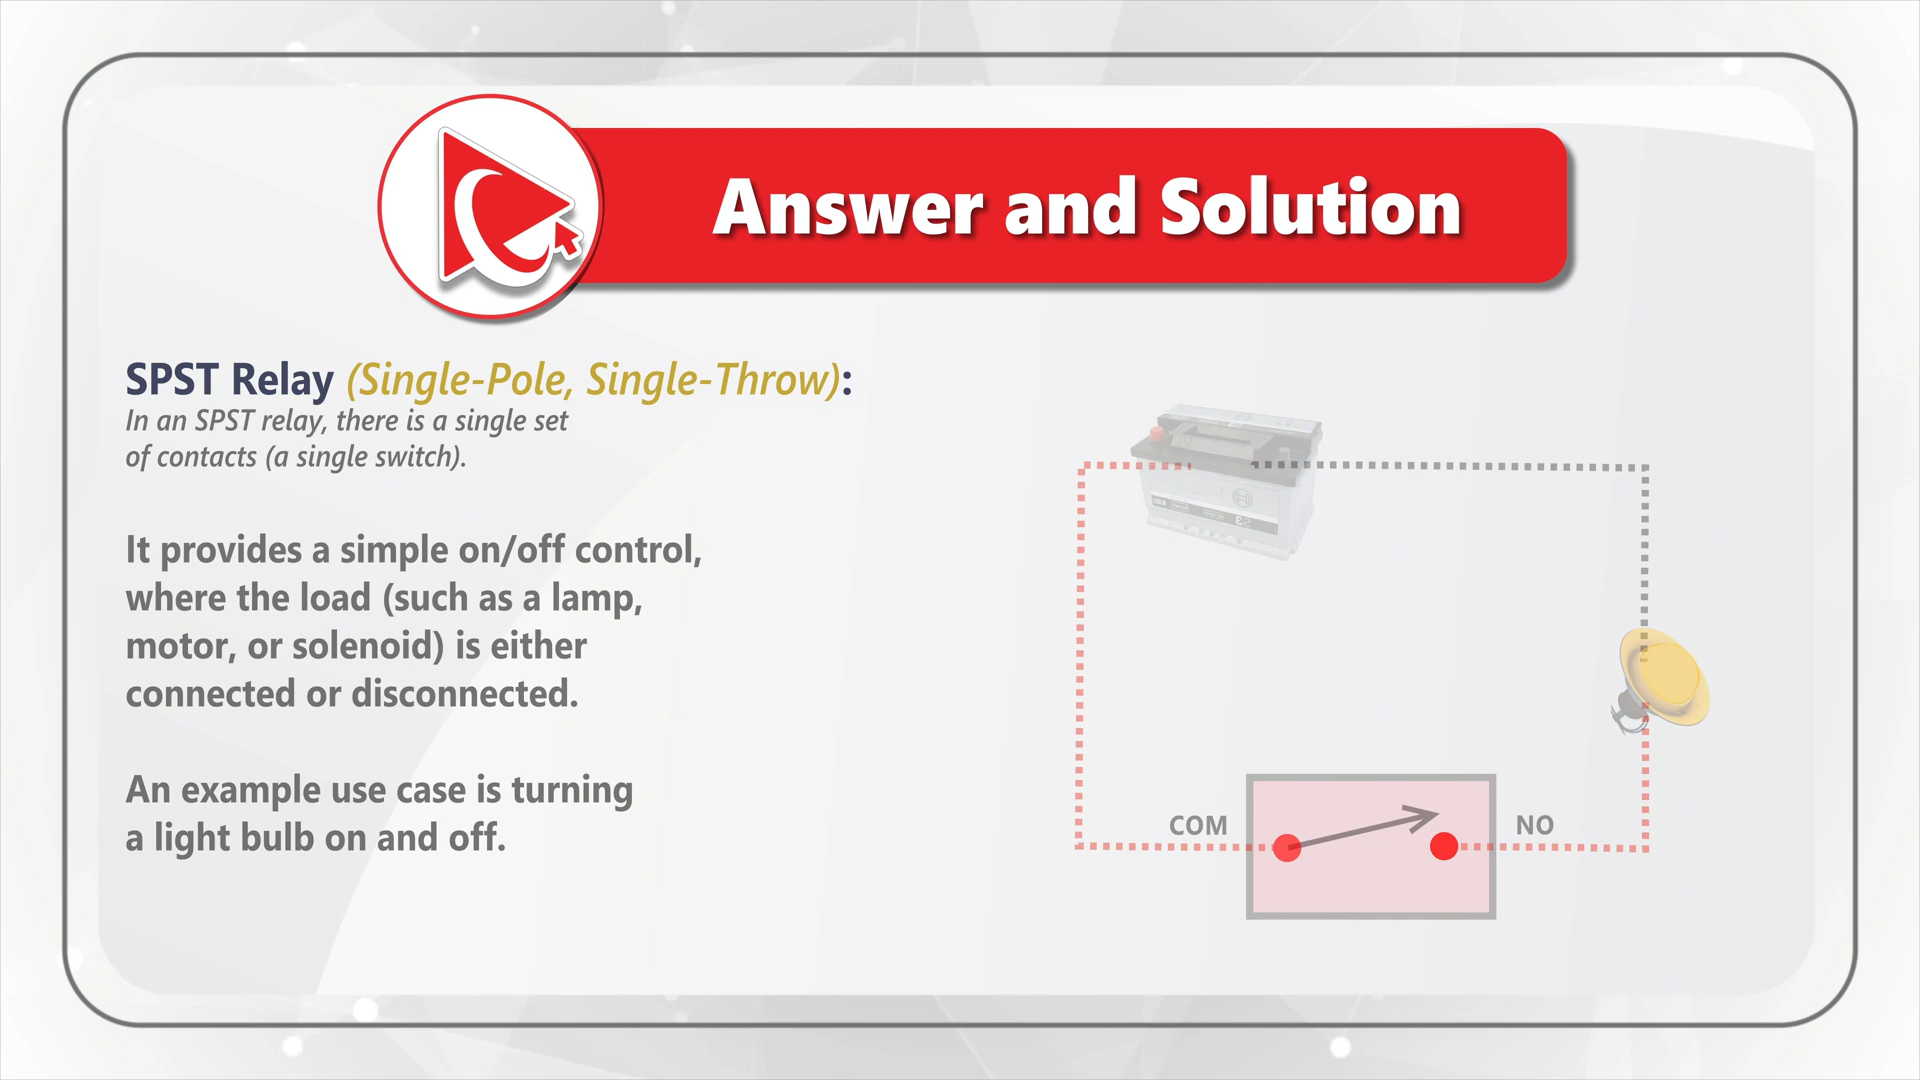 Answer and Solution
SPST Relay (Single-Pole, Single-Throw):
In an SPST relay, there is a single set
of contacts (a single switch).
It provides a simple on/off control,
where the load (such as a lamp,
motor, or solenoid) is either
connected or disconnected.
An example use case is turning
a light bulb on and off.
COM
NO